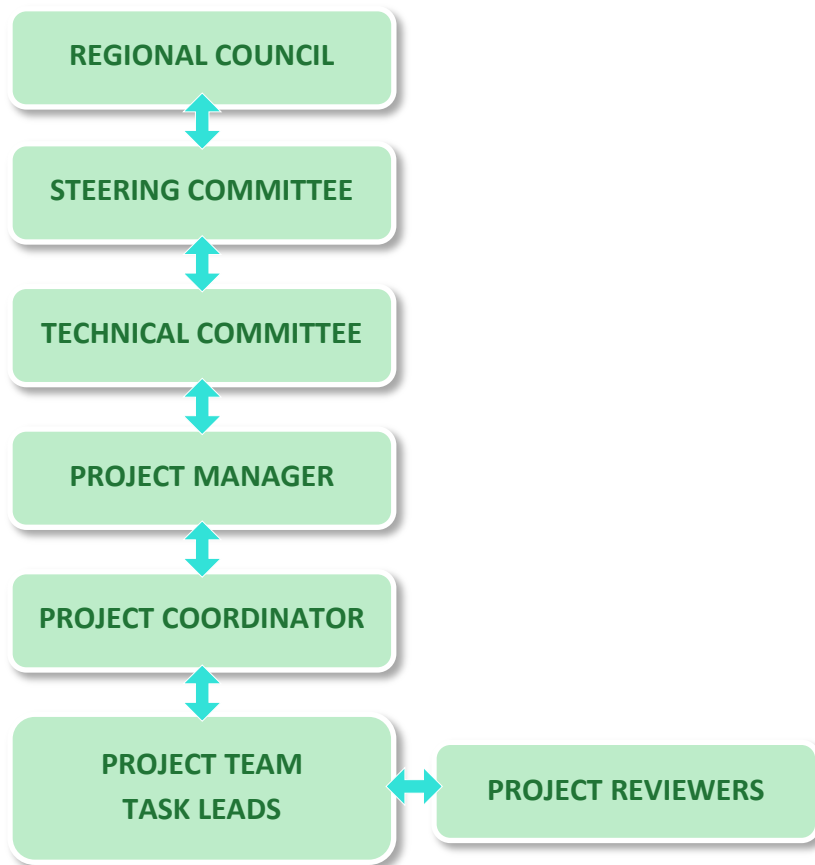 REGIONAL COUNCIL
STEERING COMMITTEE
TECHNICAL COMMITTEE
PROJECT MANAGER
PROJECT COORDINATOR
PROJECT TEAM
TASK LEADS
PROJECT REVIEWERS